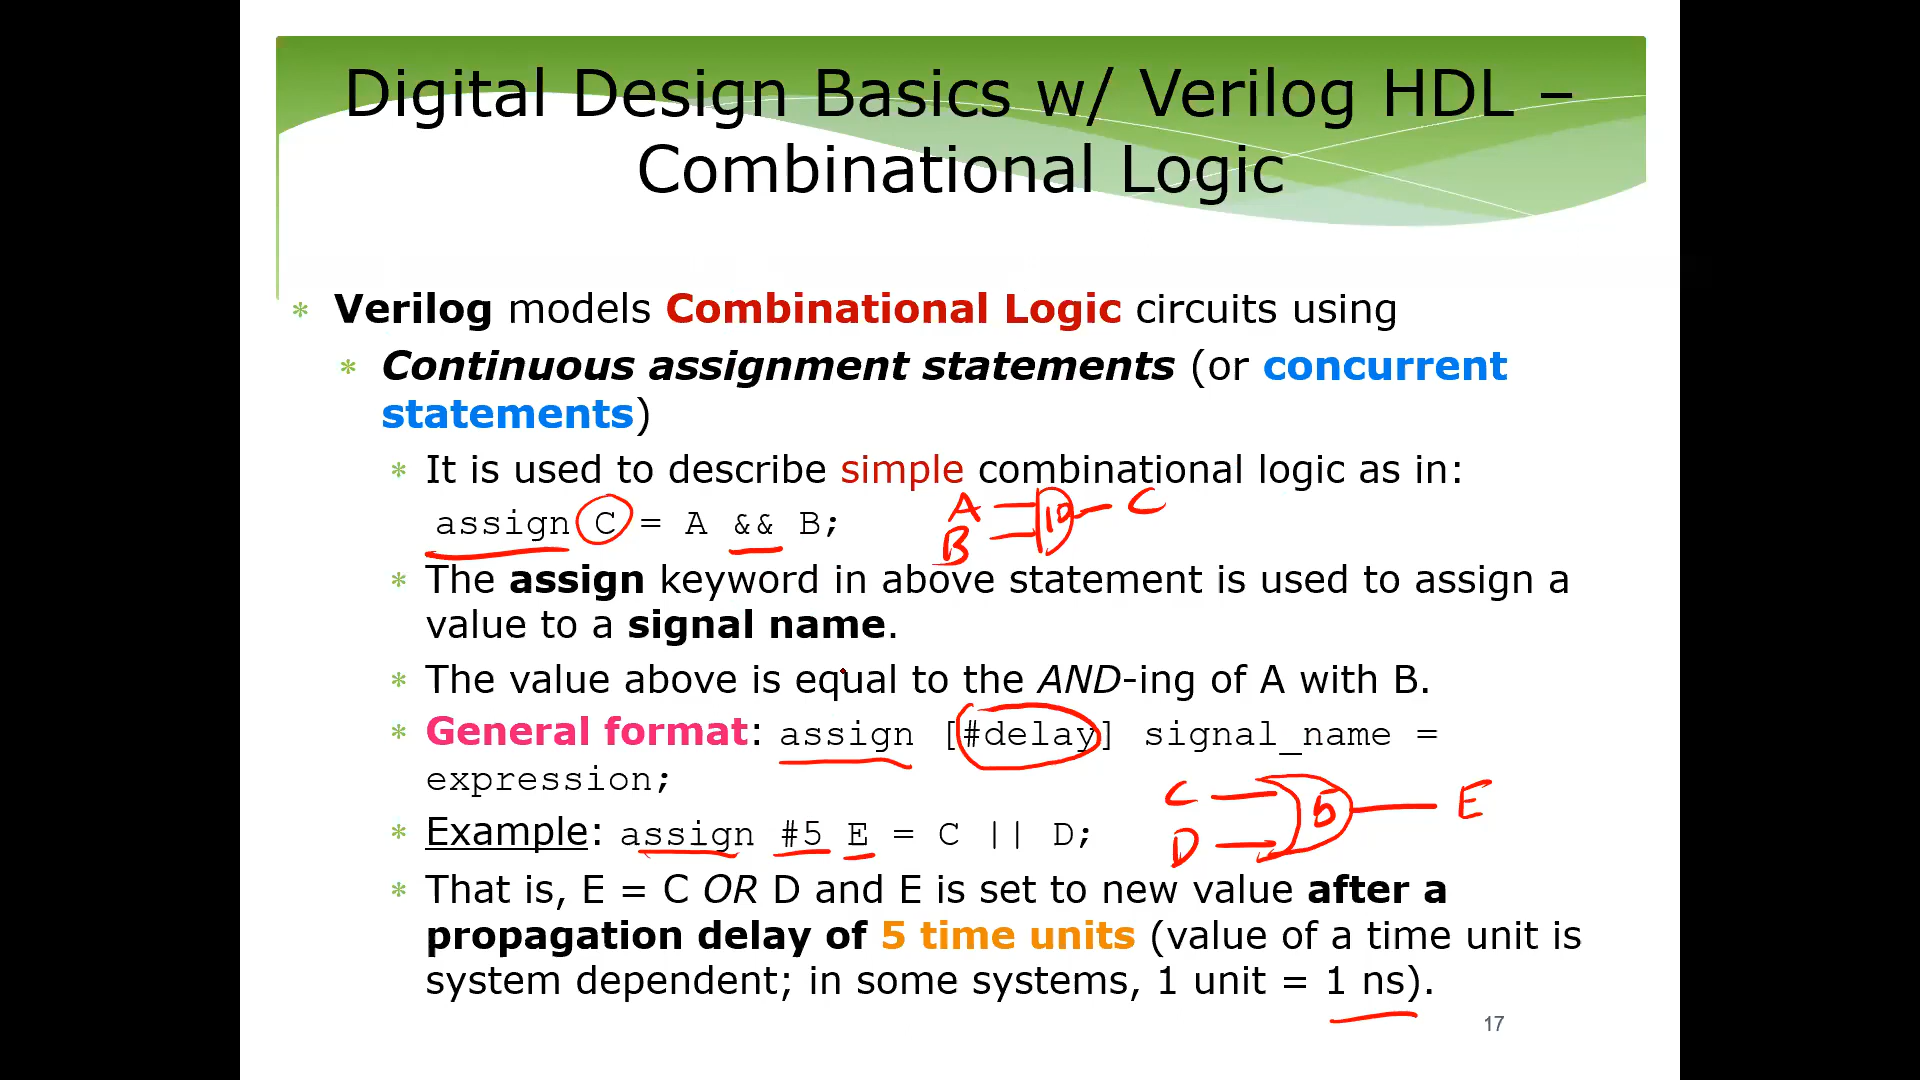 Digital Design Basics w/ Verilog HDL –
Combinational Logic
* Verilog models Combinational Logic circuits using
* Continuous assignment statements (or concurrent
statements)
* It is used to describe simple combinational logic as in:
assign C = A && B;
A
B
10
C
* The assign keyword in above statement is used to assign a
value to a signal name.
* The value above is equal to the AND-ing of A with B.
* General format: assign [#delay] signal_name =
expression;
C
D
5
E
* Example: assign #5 E = C || D;
* That is, E = C OR D and E is set to new value after a
propagation delay of 5 time units (value of a time unit is
system dependent; in some systems, 1 unit = 1 ns).
17